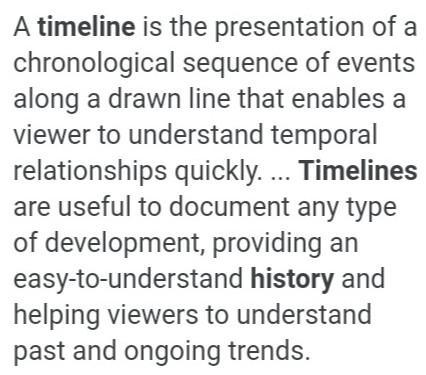 A timeline is the presentation of a
chronological sequence of events
along a drawn line that enables a
viewer to understand temporal
relationships quickly. ... Timelines
are useful to document any type
of development, providing an
easy-to-understand history and
helping viewers to understand
past and ongoing trends.